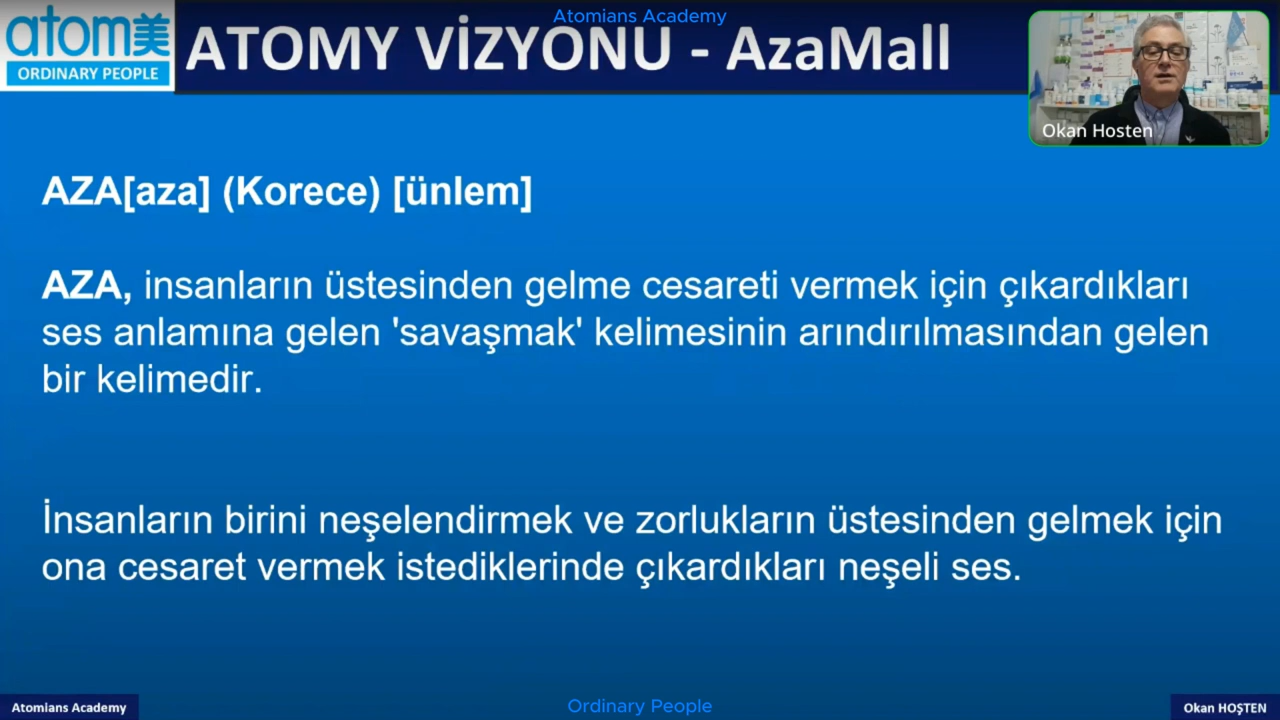 Atomians Academy
atom美
ORDINARY PEOPLE
ATOMY VİZYONU - AzaMall
Okan Hosten
AZA[aza] (Korece) [ünlem]
AZA, insanların üstesinden gelme cesareti vermek için çıkardıkları
ses anlamına gelen 'savaşmak' kelimesinin arındırılmasından gelen
bir kelimedir.
İnsanların birini neşelendirmek ve zorlukların üstesinden gelmek için
ona cesaret vermek istediklerinde çıkardıkları neşeli ses.
Atomians Academy
Ordinary People
Okan HOŞTEN